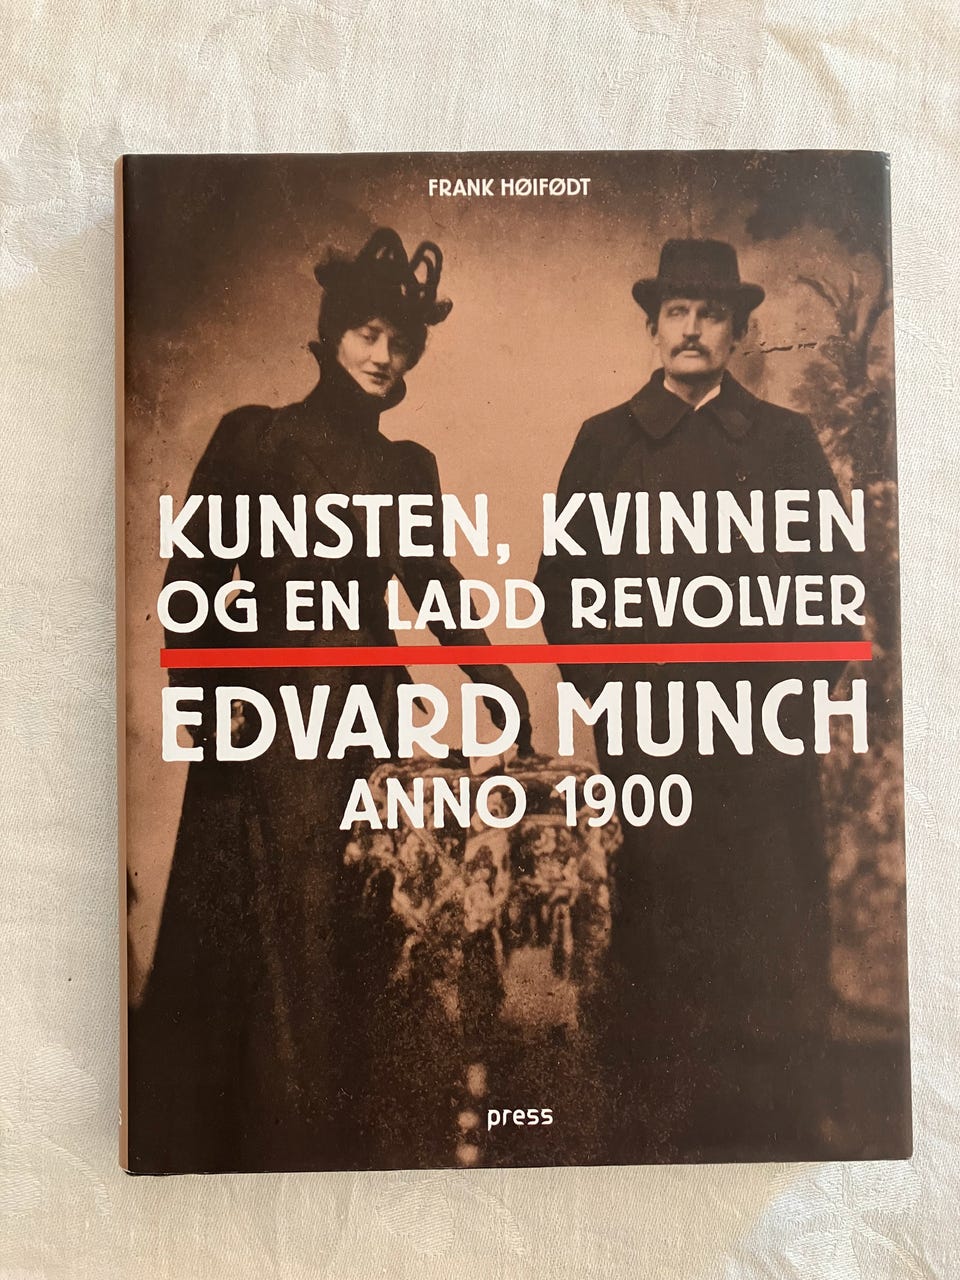 FRANK HØIFØDT
KUNSTEN, KVINNEN
OG EN LADD REVOLVER
EDVARD MUNCH
ANNO 1900
press